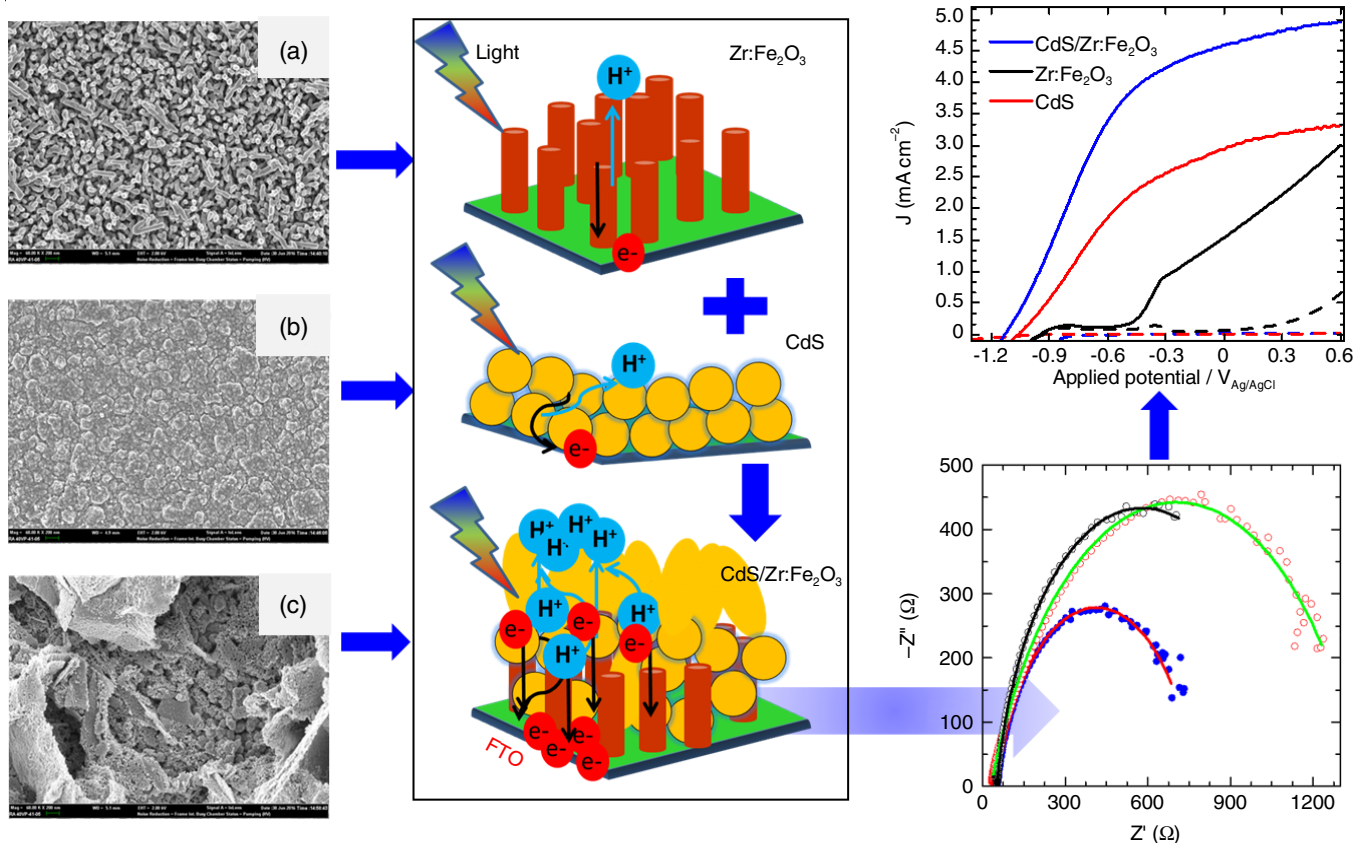 (a)
(b)
(c)
Light
Zr:Fe₂O₃
H⁺
e-
CdS
H⁺
e-
H⁺
H⁺
H⁺
CdS/Zr:Fe₂O₃
H⁺
H⁺
e-
e-
e-
H⁺
e-
e-
e-
e-
e-
FTO
5.0
4.5
4.0
3.5
3.0
2.5
2.0
1.5
1.0
0.5
0
J (mA cm⁻²)
CdS/Zr:Fe₂O₃
Zr:Fe₂O₃
CdS
-1.2 -0.9 -0.6 -0.3 0 0.3 0.6
Applied potential / V Ag/AgCl
500
400
300
200
100
0
–Z" (Ω)
0 300 600 900 1200
Z' (Ω)